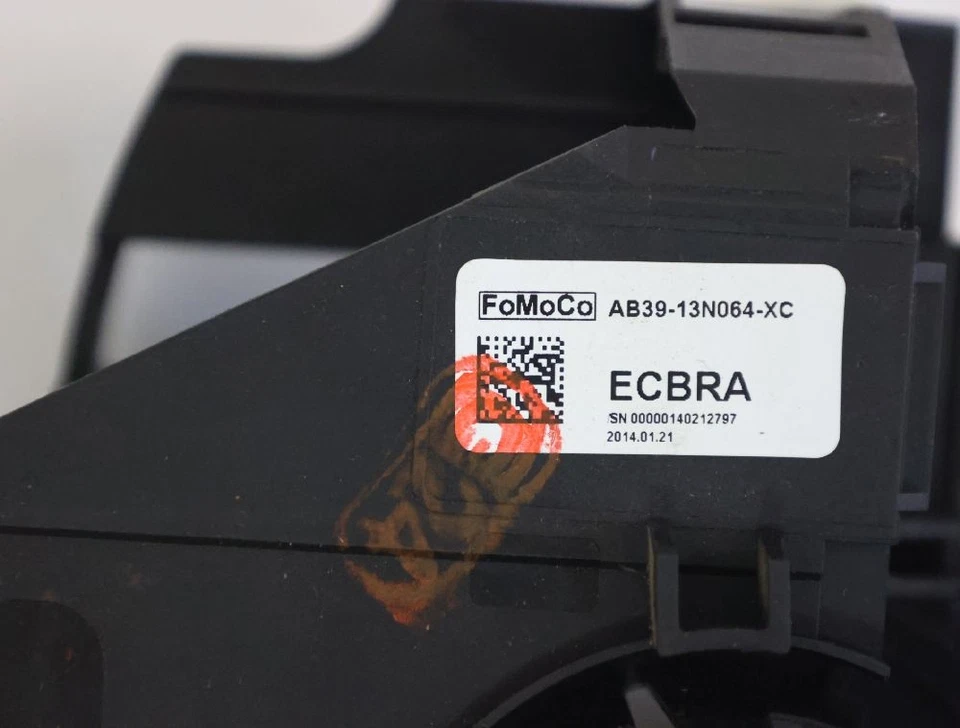 FoMoCo AB39-13N064-XC
ECBRA
SN 00000140212797
2014.01.21